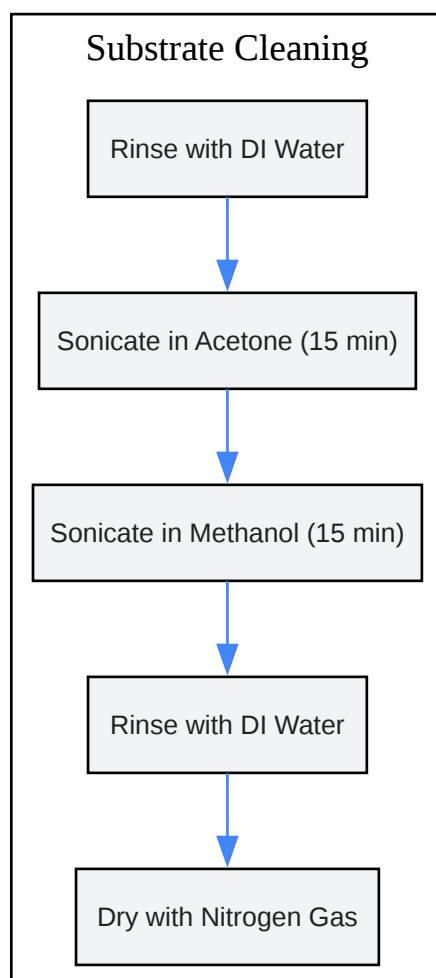 Substrate Cleaning
Rinse with DI Water
Sonicate in Acetone (15 min)
Sonicate in Methanol (15 min)
Rinse with DI Water
Dry with Nitrogen Gas